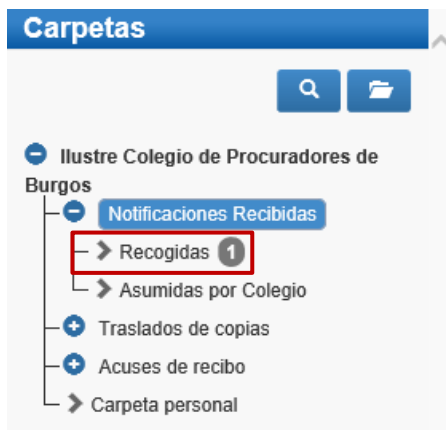 Carpetas
Ilustre Colegio de Procuradores de
Burgos
Notificaciones Recibidas
Recogidas 1
Asumidas por Colegio
Traslados de copias
Acuses de recibo
Carpeta personal